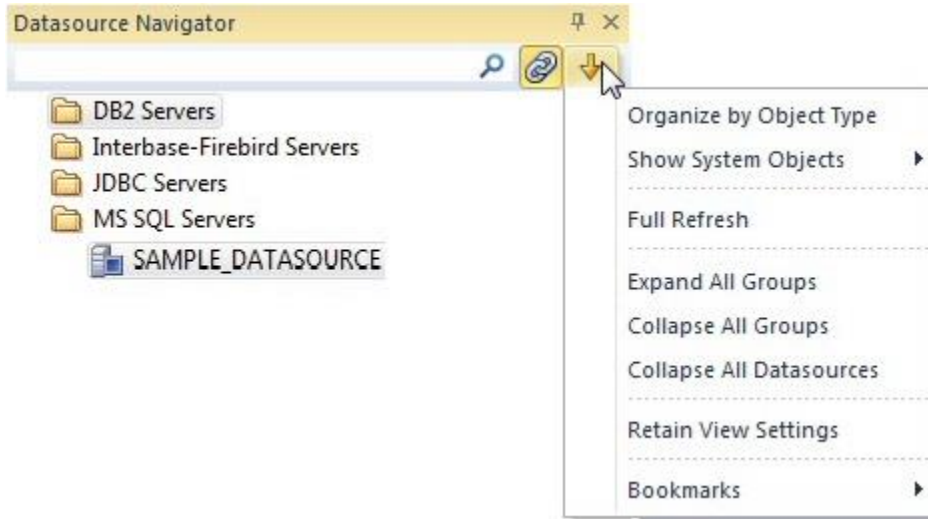 Datasource Navigator
DB2 Servers
Interbase-Firebird Servers
JDBC Servers
MS SQL Servers
SAMPLE_DATASOURCE
Organize by Object Type
Show System Objects
Full Refresh
Expand All Groups
Collapse All Groups
Collapse All Datasources
Retain View Settings
Bookmarks